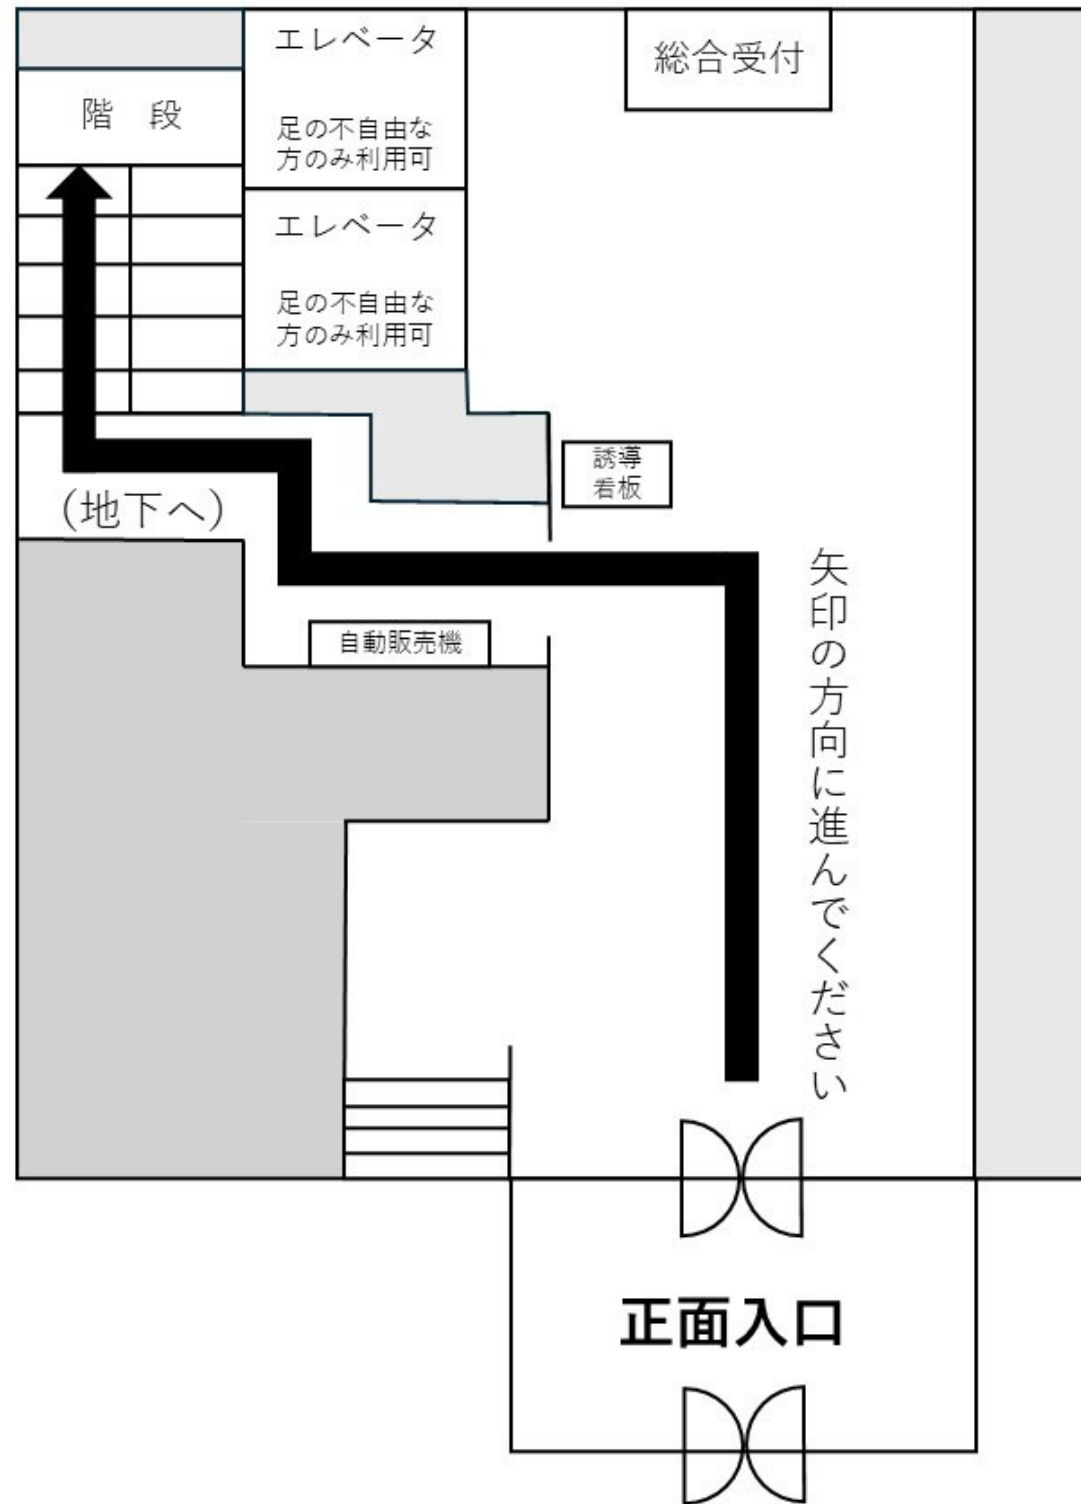 エレベータ
総合受付
階　段
足の不自由な
方のみ利用可
エレベータ
足の不自由な
方のみ利用可
誘導
看板
(地下へ)
矢印の方向に進んでください
自動販売機
正面入口